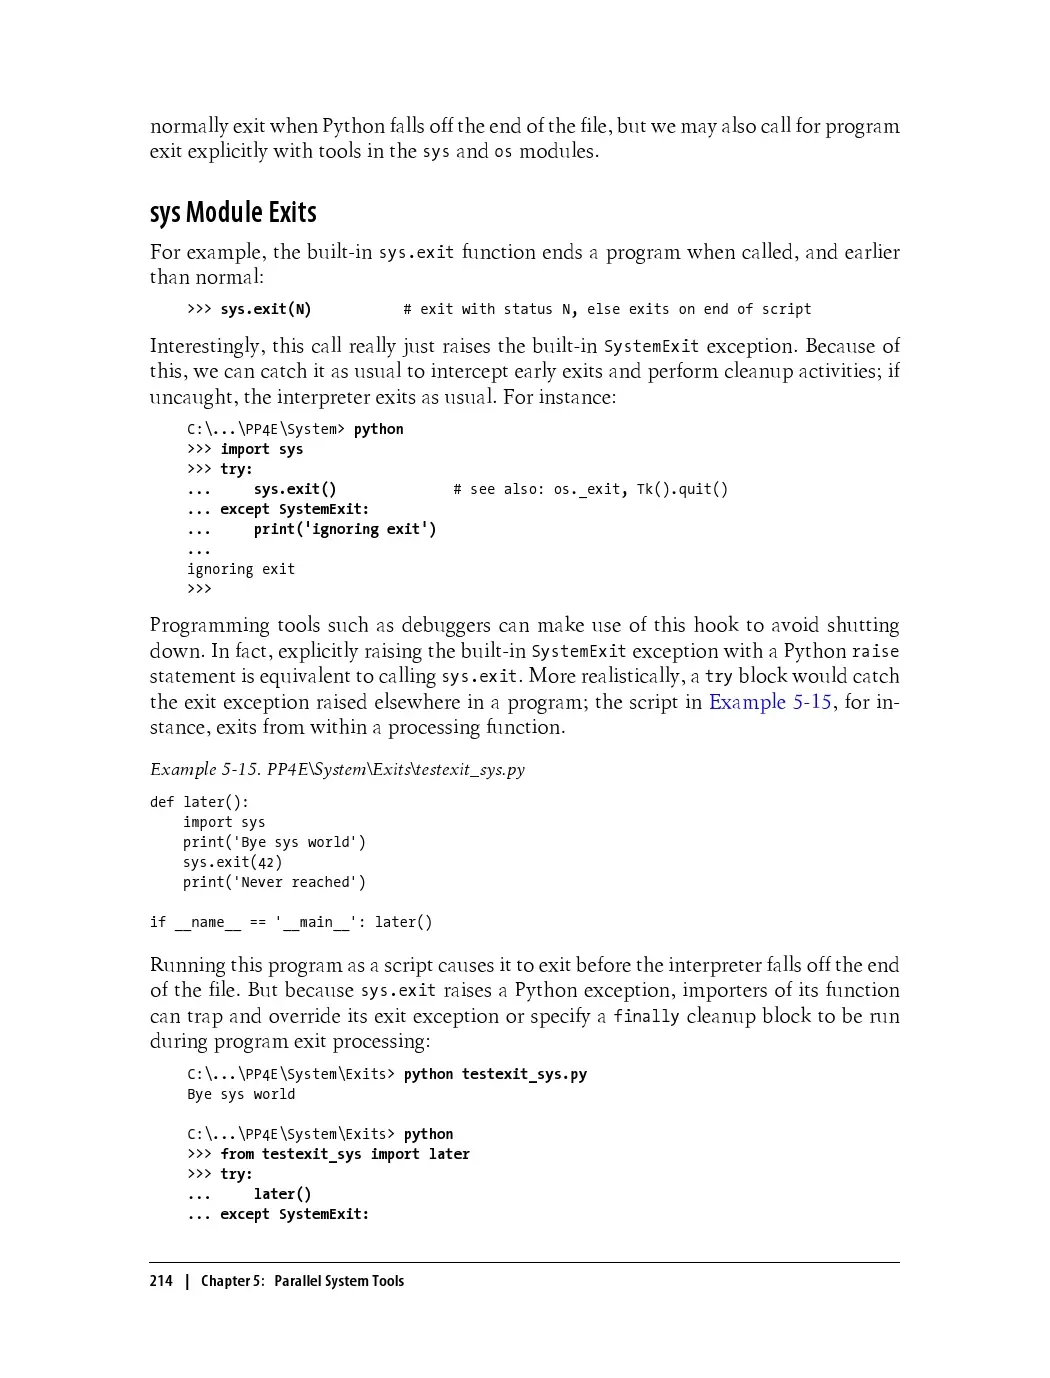 normally exit when Python falls off the end of the file, but we may also call for program
exit explicitly with tools in the sys and os modules.
sys Module Exits
For example, the built-in sys.exit function ends a program when called, and earlier
than normal:
>>> sys.exit(N)           # exit with status N, else exits on end of script
Interestingly, this call really just raises the built-in SystemExit exception. Because of
this, we can catch it as usual to intercept early exits and perform cleanup activities; if
uncaught, the interpreter exits as usual. For instance:
C:\...\PP4E\System> python
>>> import sys
>>> try:
...     sys.exit()              # see also: os._exit, Tk().quit()
... except SystemExit:
...     print('ignoring exit')
...
ignoring exit
>>>
Programming tools such as debuggers can make use of this hook to avoid shutting
down. In fact, explicitly raising the built-in SystemExit exception with a Python raise
statement is equivalent to calling sys.exit. More realistically, a try block would catch
the exit exception raised elsewhere in a program; the script in Example 5-15, for in-
stance, exits from within a processing function.
Example 5-15. PP4E\System\Exits\testexit_sys.py
def later():
    import sys
    print('Bye sys world')
    sys.exit(42)
    print('Never reached')
if __name__ == '__main__': later()
Running this program as a script causes it to exit before the interpreter falls off the end
of the file. But because sys.exit raises a Python exception, importers of its function
can trap and override its exit exception or specify a finally cleanup block to be run
during program exit processing:
C:\...\PP4E\System\Exits> python testexit_sys.py
Bye sys world
C:\...\PP4E\System\Exits> python
>>> from testexit_sys import later
>>> try:
...     later()
... except SystemExit:
214 | Chapter 5: Parallel System Tools